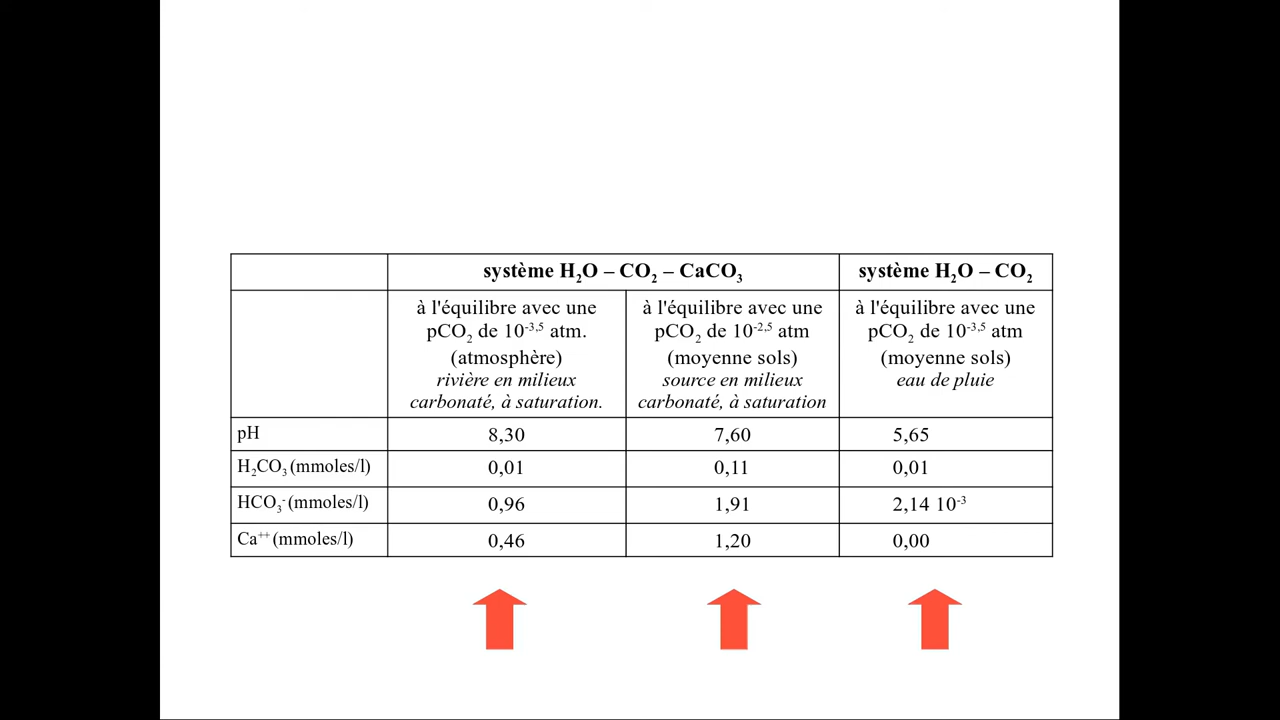 système H₂O – CO₂ – CaCO₃
système H₂O – CO₂
à l'équilibre avec une
pCO₂ de 10⁻³,⁵ atm.
(atmosphère)
rivière en milieux
carbonaté, à saturation.
à l'équilibre avec une
pCO₂ de 10⁻²,⁵ atm
(moyenne sols)
source en milieux
carbonaté, à saturation
à l'équilibre avec une
pCO₂ de 10⁻³,⁵ atm
(moyenne sols)
eau de pluie
pH 8,30 7,60 5,65
H₂CO₃ (mmoles/l) 0,01 0,11 0,01
HCO₃⁻ (mmoles/l) 0,96 1,91 2,14 10⁻³
Ca⁺⁺ (mmoles/l) 0,46 1,20 0,00